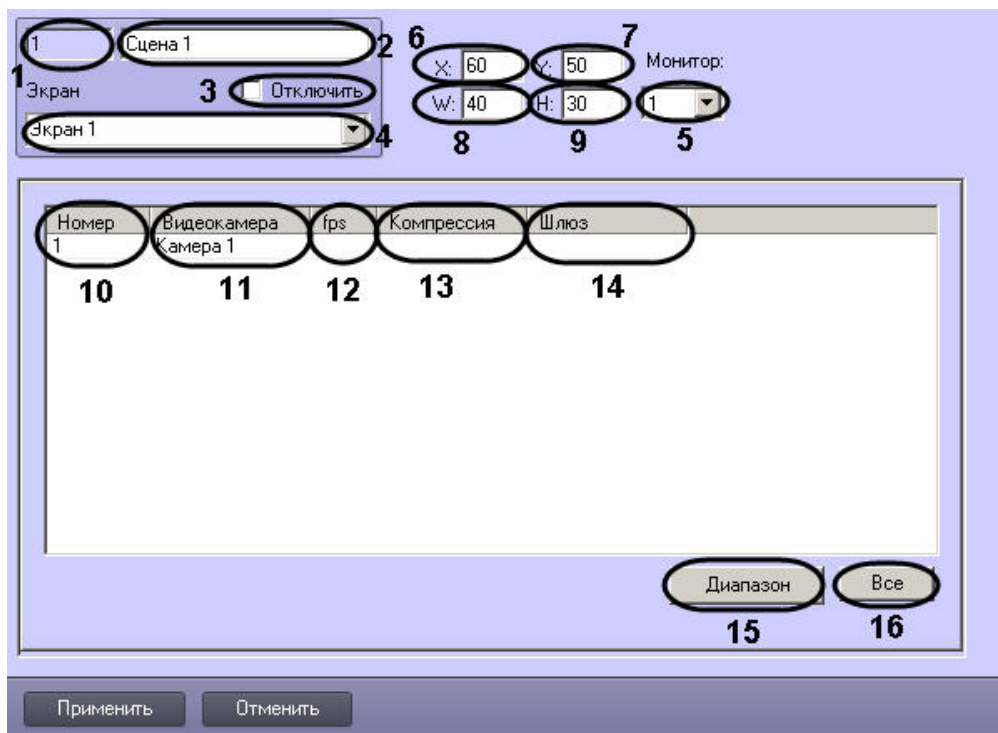 1 Сцена 1 2 6 7
X: 60 Y: 50 Монитор:
1 Экран 3 Отключить
W: 40 H: 30 1
Экран 1 4 8 9 5
Номер Видеокамера fps Компрессия Шлюз
1 Камера 1
10 11 12 13 14
Диапазон Все
15 16
Применить Отменить